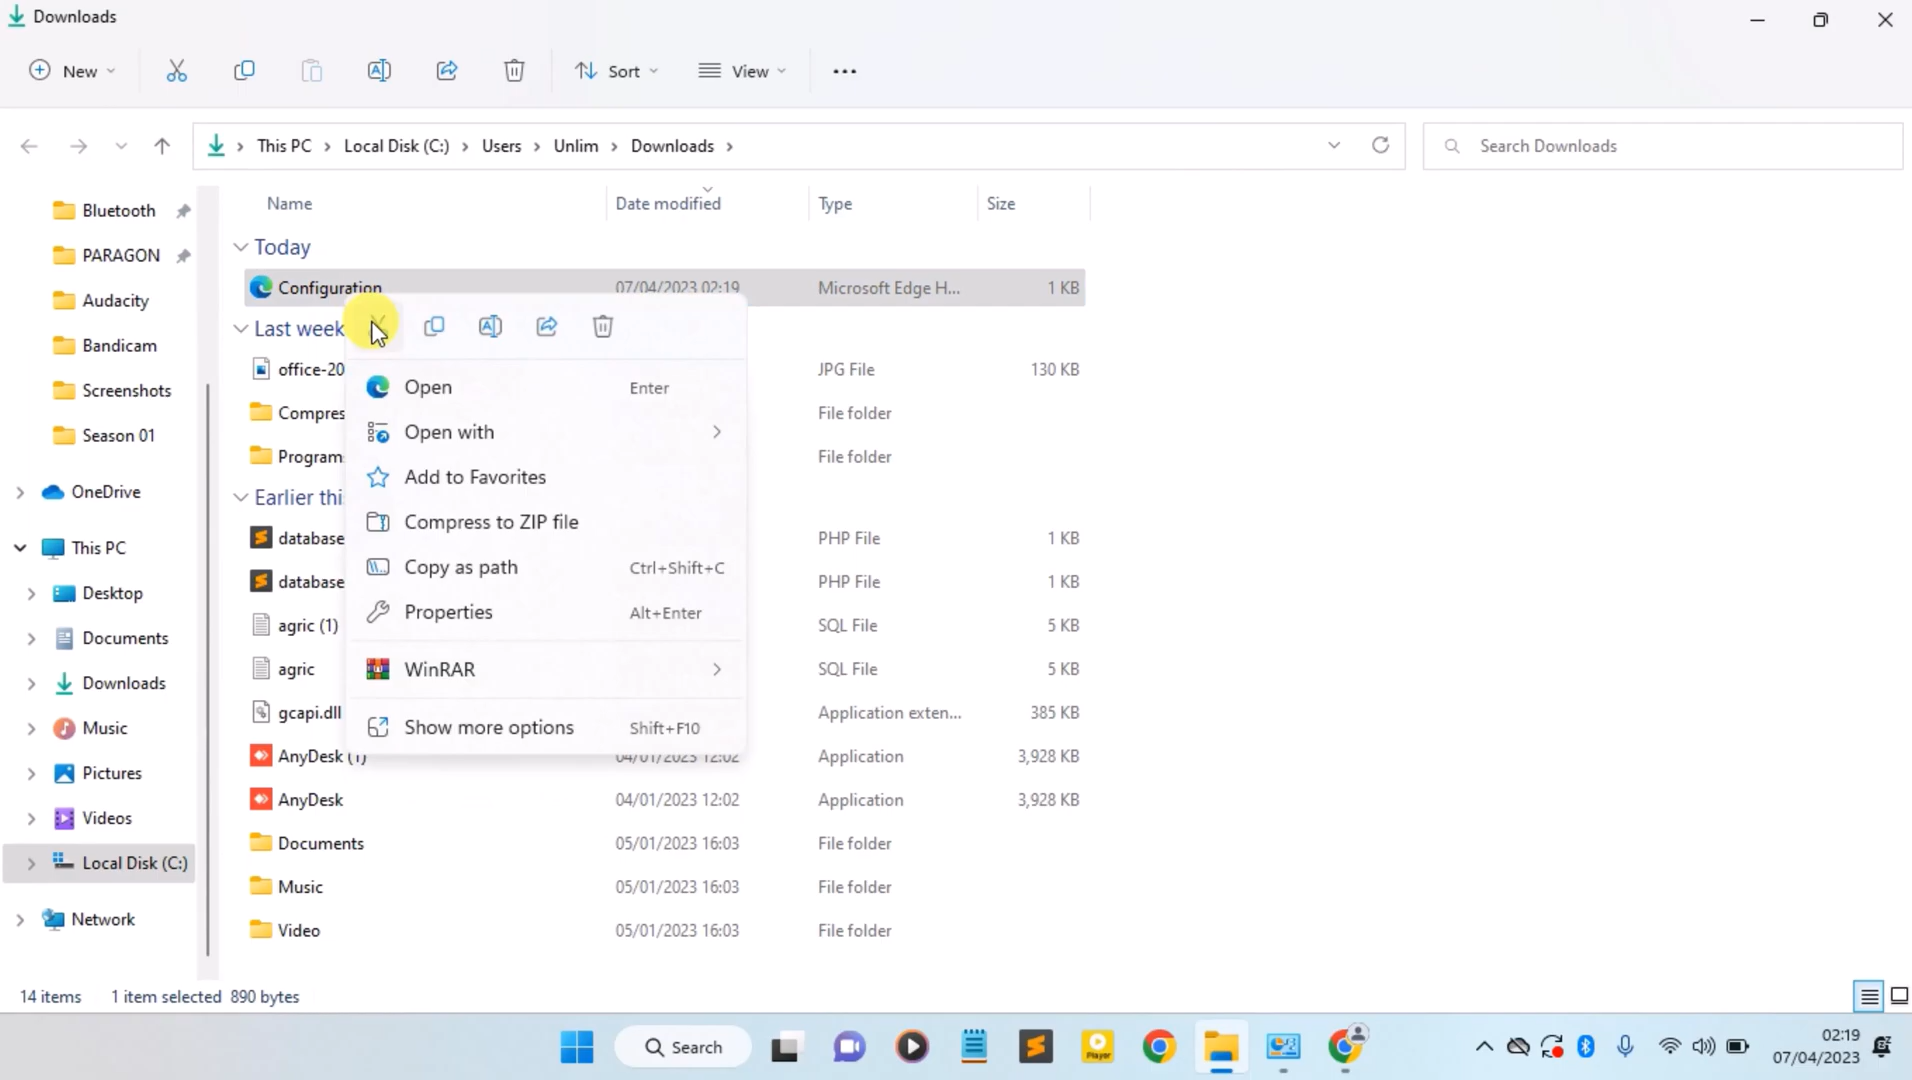 Downloads
New
Sort
View
This PC > Local Disk (C:) > Users > Unlim > Downloads >
Search Downloads
Name
Date modified
Type
Size
Bluetooth
PARAGON
Audacity
Bandicam
Screenshots
Season 01
OneDrive
This PC
Desktop
Documents
Downloads
Music
Pictures
Videos
Local Disk (C:)
Network
Today
Configuration 07/04/2023 02:19 Microsoft Edge H... 1 KB
Last week
office-20 JPG File 130 KB
Compres File folder
Program File folder
Earlier thi
database PHP File 1 KB
database PHP File 1 KB
agric (1) SQL File 5 KB
agric SQL File 5 KB
gcapi.dll Application exten... 385 KB
AnyDesk (1) 04/01/2023 12:02 Application 3,928 KB
AnyDesk 04/01/2023 12:02 Application 3,928 KB
Documents 05/01/2023 16:03 File folder
Music 05/01/2023 16:03 File folder
Video 05/01/2023 16:03 File folder
Open Enter
Open with
Add to Favorites
Compress to ZIP file
Copy as path Ctrl+Shift+C
Properties Alt+Enter
WinRAR
Show more options Shift+F10
14 items 1 item selected 890 bytes
Search
Player
02:19
07/04/2023